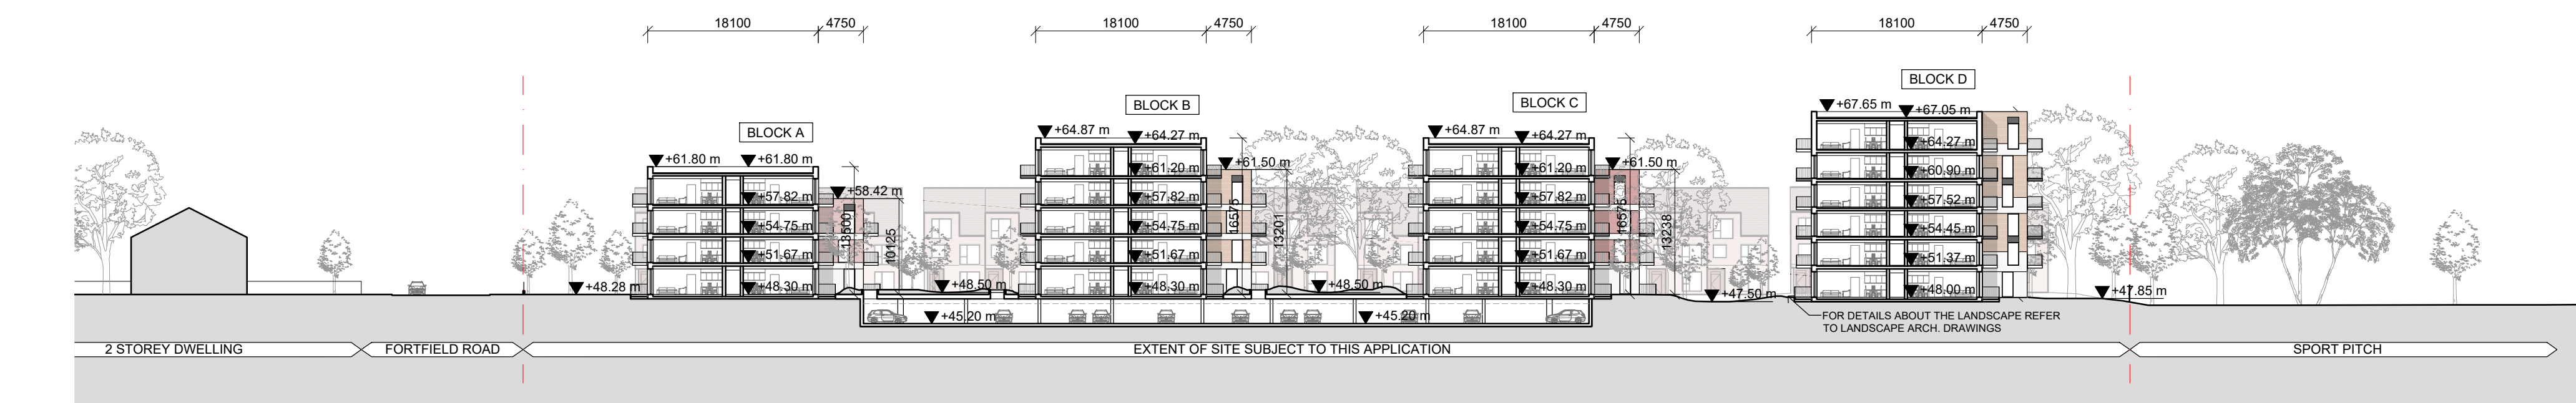 18100 4750 18100 4750 18100 4750 18100 4750
BLOCK A
+61.80 m +61.80 m
+58.42 m
+57.82 m
+54.75 m
+51.67 m
+48.30 m
+48.28 m
13500
10125
BLOCK B
+64.87 m +64.27 m
+61.20 m
+61.50 m
+57.82 m
+54.75 m
+51.67 m
+48.30 m
+48.50 m
16575
13201
BLOCK C
+64.87 m +64.27 m
+61.20 m
+61.50 m
+57.82 m
+54.75 m
+51.67 m
+48.30 m
+48.50 m
16575
13238
+45.20 m
+45.20 m
BLOCK D
+67.65 m +67.05 m
+64.27 m
+60.90 m
+57.52 m
+54.45 m
+51.37 m
+48.00 m
+47.50 m
+47.85 m
FOR DETAILS ABOUT THE LANDSCAPE REFER
TO LANDSCAPE ARCH. DRAWINGS
2 STOREY DWELLING FORTFIELD ROAD EXTENT OF SITE SUBJECT TO THIS APPLICATION SPORT PITCH